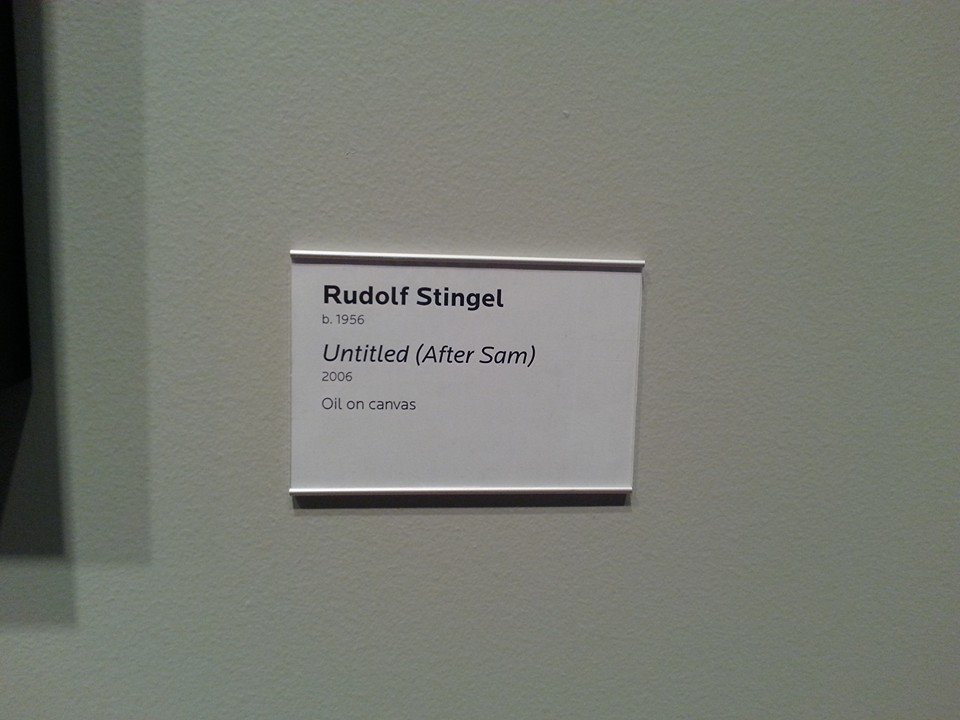 Rudolf Stingel
b. 1956
Untitled (After Sam)
2006
Oil on canvas